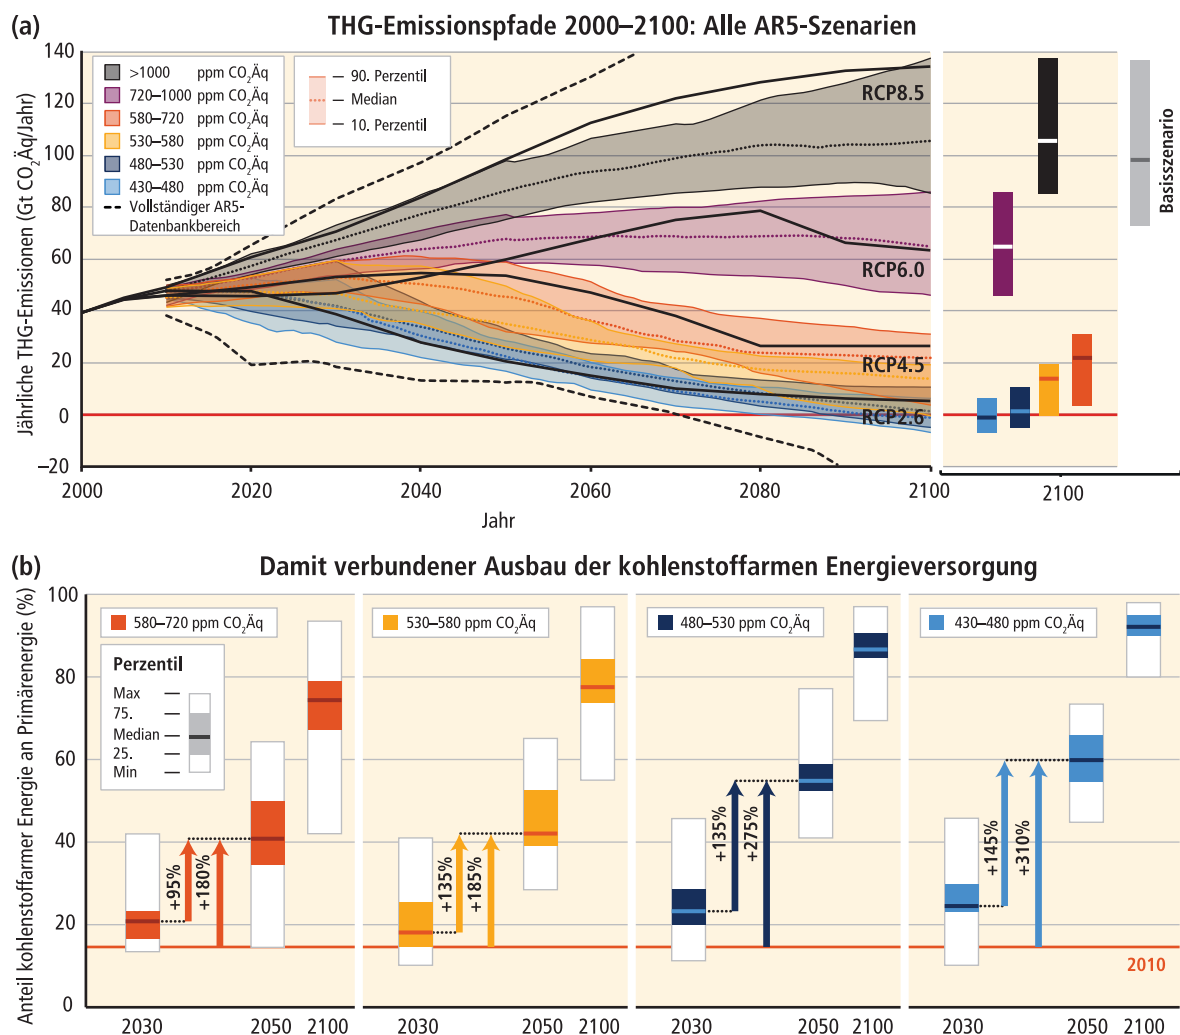 (a)
THG-Emissionspfade 2000–2100: Alle AR5-Szenarien
Jährliche THG-Emissionen (Gt CO₂Äq/Jahr)
140
120
100
80
60
40
20
0
–20
>1000 ppm CO₂Äq
720–1000 ppm CO₂Äq
580–720 ppm CO₂Äq
530–580 ppm CO₂Äq
480–530 ppm CO₂Äq
430–480 ppm CO₂Äq
Vollständiger AR5-
Datenbankbereich
90. Perzentil
Median
10. Perzentil
RCP8.5
RCP6.0
RCP4.5
RCP2.6
Basisszenario
2000
2020
2040
2060
2080
2100
2100
Jahr
(b)
Damit verbundener Ausbau der kohlenstoffarmen Energieversorgung
Anteil kohlenstoffarmer Energie an Primärenergie (%)
100
80
60
40
20
0
580–720 ppm CO₂Äq
530–580 ppm CO₂Äq
480–530 ppm CO₂Äq
430–480 ppm CO₂Äq
Perzentil
Max
75.
Median
25.
Min
+95%
+180%
+135%
+185%
+135%
+275%
+145%
+310%
2010
2030
2050
2100
2030
2050
2100
2030
2050
2100
2030
2050
2100